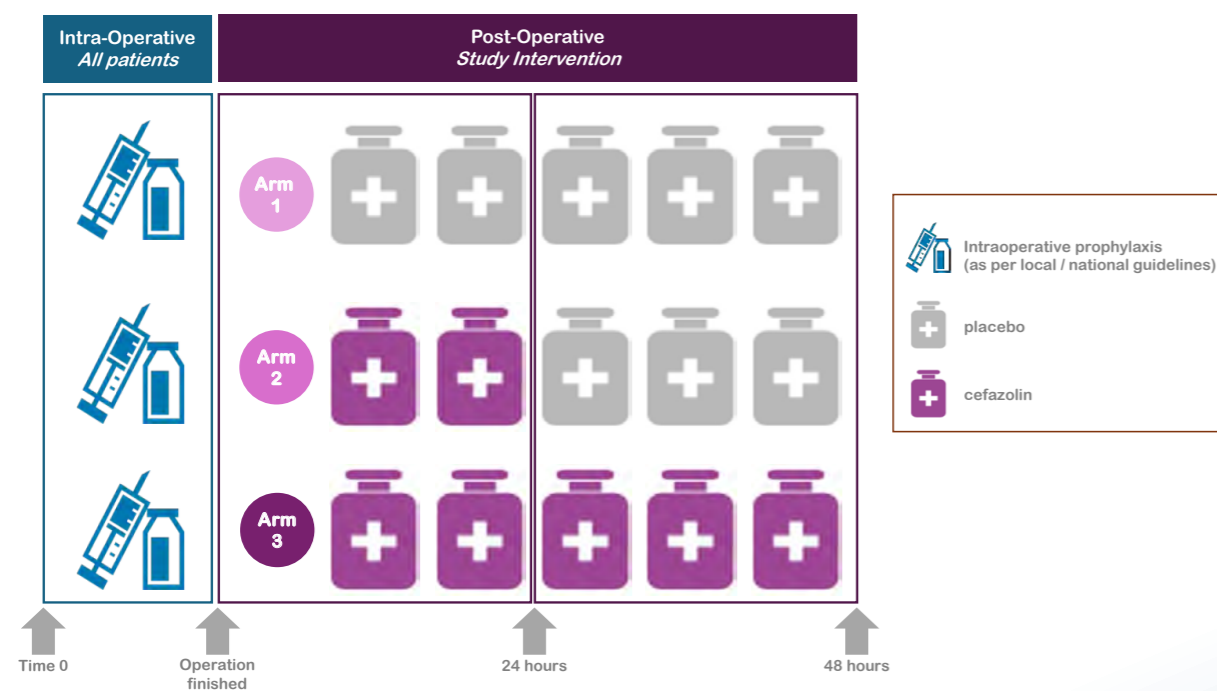 Intra-Operative
All patients
Post-Operative
Study Intervention
Arm
1
Arm
2
Arm
3
Time 0
Operation
finished
24 hours
48 hours
Intraoperative prophylaxis
(as per local / national guidelines)
placebo
cefazolin